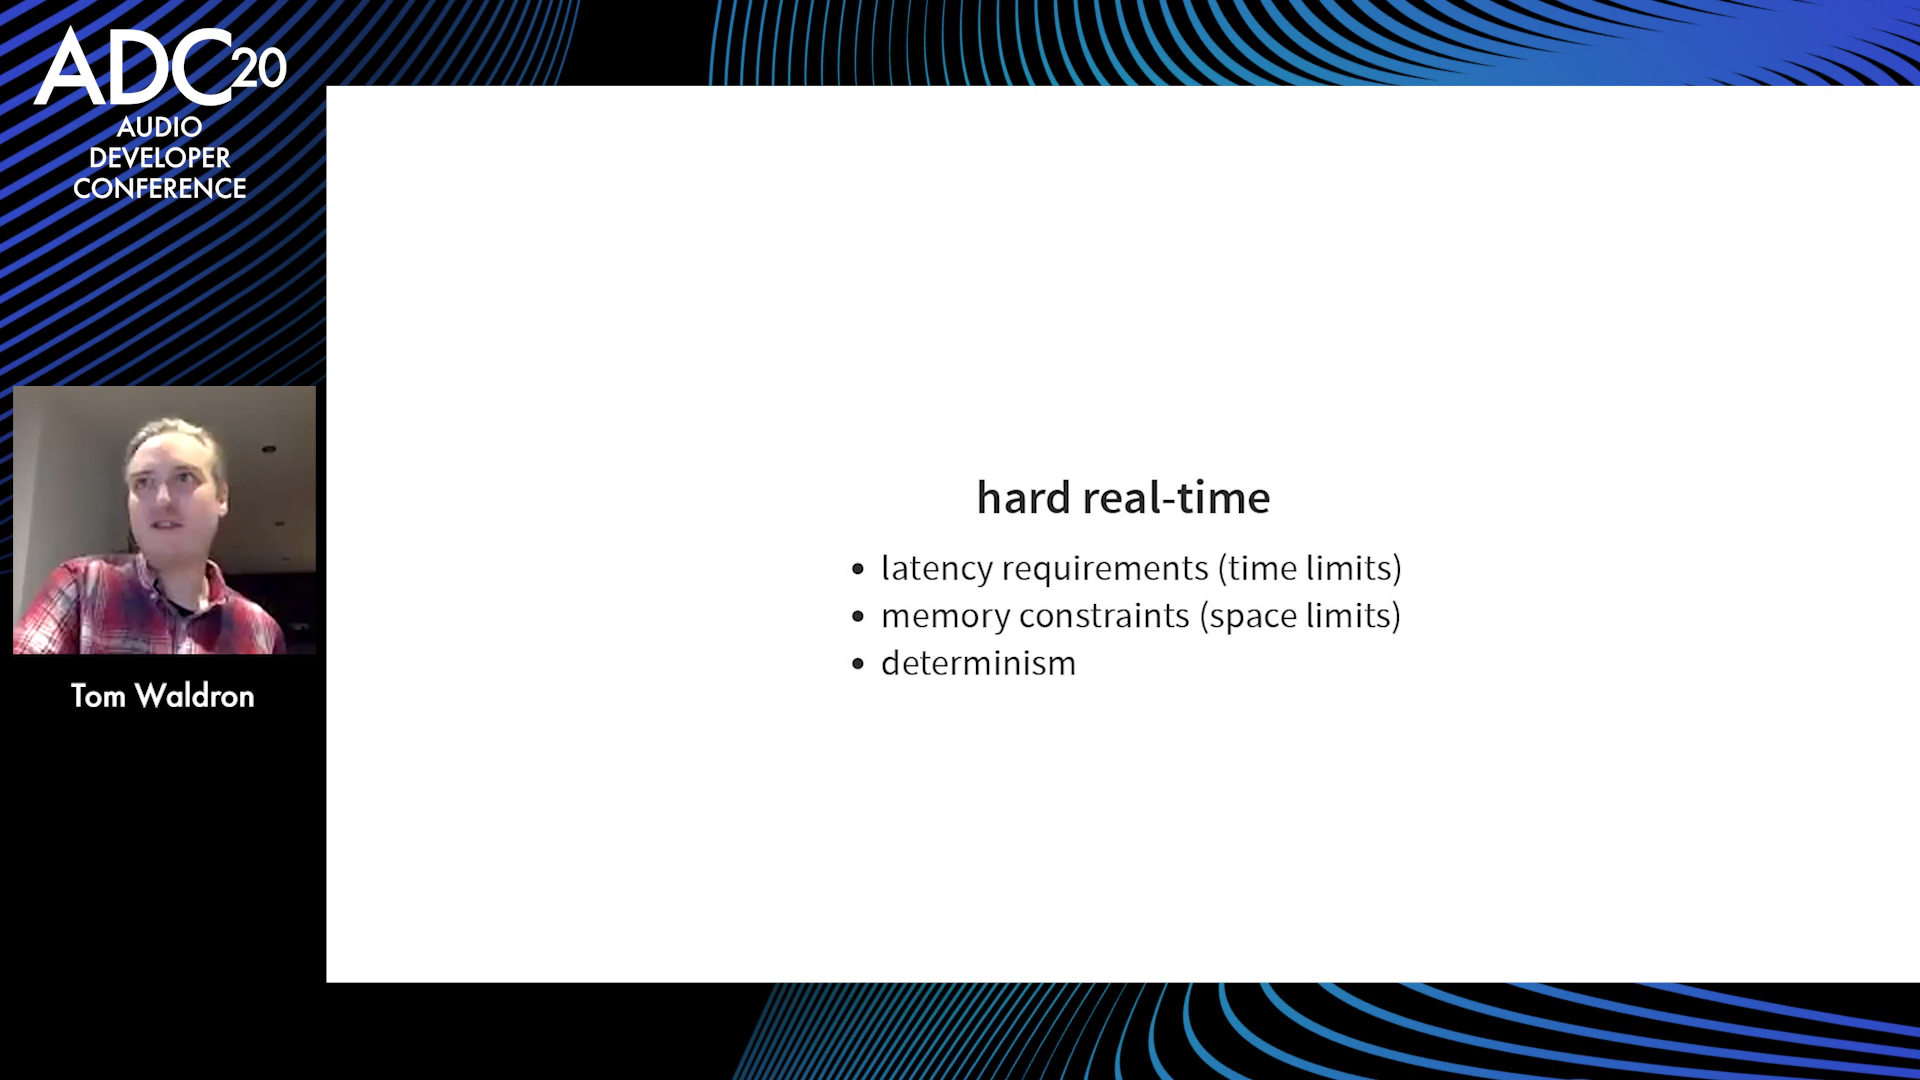 ADC20
AUDIO
DEVELOPER
CONFERENCE
Tom Waldron
hard real-time
• latency requirements (time limits)
• memory constraints (space limits)
• determinism